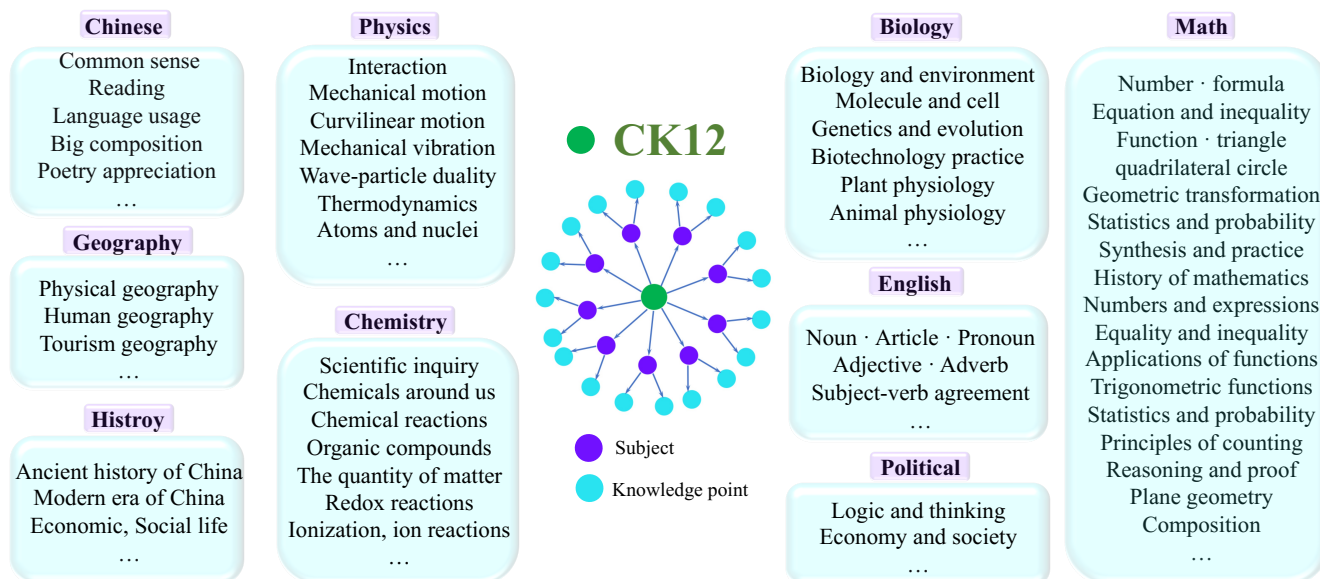 Chinese
Common sense
Reading
Language usage
Big composition
Poetry appreciation
…
Geography
Physical geography
Human geography
Tourism geography
…
Histroy
Ancient history of China
Modern era of China
Economic, Social life
…
Physics
Interaction
Mechanical motion
Curvilinear motion
Mechanical vibration
Wave-particle duality
Thermodynamics
Atoms and nuclei
…
Chemistry
Scientific inquiry
Chemicals around us
Chemical reactions
Organic compounds
The quantity of matter
Redox reactions
Ionization, ion reactions
…
CK12
Subject
Knowledge point
Biology
Biology and environment
Molecule and cell
Genetics and evolution
Biotechnology practice
Plant physiology
Animal physiology
…
English
Noun · Article · Pronoun
Adjective · Adverb
Subject-verb agreement
…
Political
Logic and thinking
Economy and society
…
Math
Number · formula
Equation and inequality
Function · triangle
quadrilateral circle
Geometric transformation
Statistics and probability
Synthesis and practice
History of mathematics
Numbers and expressions
Equality and inequality
Applications of functions
Trigonometric functions
Statistics and probability
Principles of counting
Reasoning and proof
Plane geometry
Composition
…